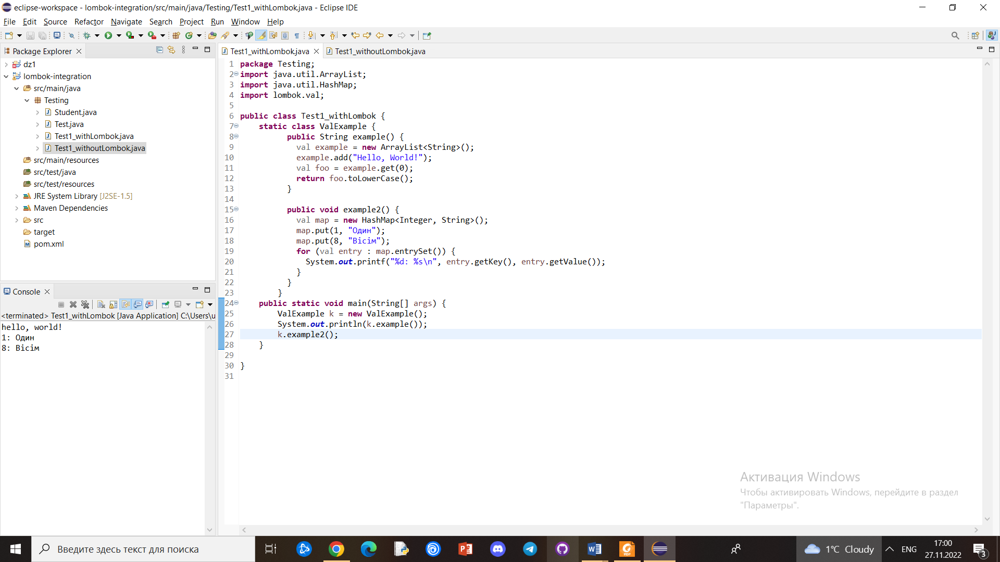 eclipse-workspace - lombok-integration/src/main/java/Testing/Test1_withLombok.java - Eclipse IDE
File Edit Source Refactor Navigate Search Project Run Window Help
Package Explorer
dz1
lombok-integration
src/main/java
Testing
Student.java
Test.java
Test1_withLombok.java
Test1_withoutLombok.java
src/main/resources
src/test/java
src/test/resources
JRE System Library [J2SE-1.5]
Maven Dependencies
src
target
pom.xml
Console
<terminated> Test1_withLombok [Java Application] C:\Users\u
hello, world!
1: Один
8: Вісім
Test1_withLombok.java Test1_withoutLombok.java
1 package Testing;
2 import java.util.ArrayList;
3 import java.util.HashMap;
4 import lombok.val;
5
6 public class Test1_withLombok {
7 static class ValExample {
8 public String example() {
9 val example = new ArrayList<String>();
10 example.add("Hello, World!");
11 val foo = example.get(0);
12 return foo.toLowerCase();
13 }
14
15 public void example2() {
16 val map = new HashMap<Integer, String>();
17 map.put(1, "Один");
18 map.put(8, "Вісім");
19 for (val entry : map.entrySet()) {
20 System.out.printf("%d: %s\n", entry.getKey(), entry.getValue());
21 }
22 }
23 }
24 public static void main(String[] args) {
25 ValExample k = new ValExample();
26 System.out.println(k.example());
27 k.example2();
28 }
29
30 }
31
Активация Windows
Чтобы активировать Windows, перейдите в раздел
"Параметры".
Введите здесь текст для поиска
1°C Cloudy
ENG
17:00
27.11.2022
3